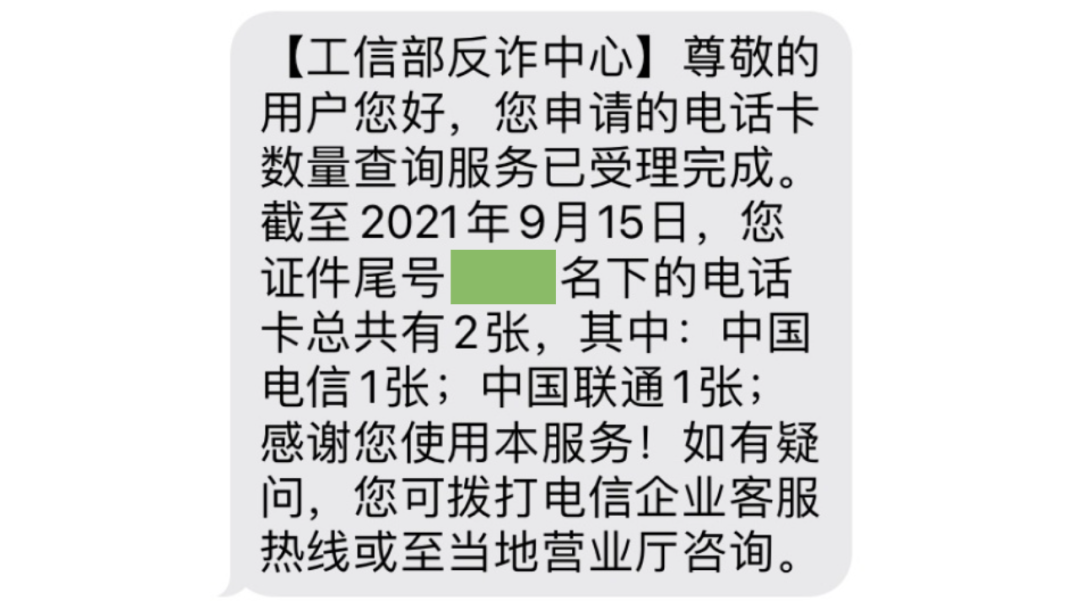 【工信部反诈中心】尊敬的
用户您好，您申请的电话卡
数量查询服务已受理完成。
截至2021年9月15日，您
证件尾号 名下的电话
卡总共有2张，其中：中国
电信1张；中国联通1张；
感谢您使用本服务！如有疑
问，您可拨打电信企业客服
热线或至当地营业厅咨询。